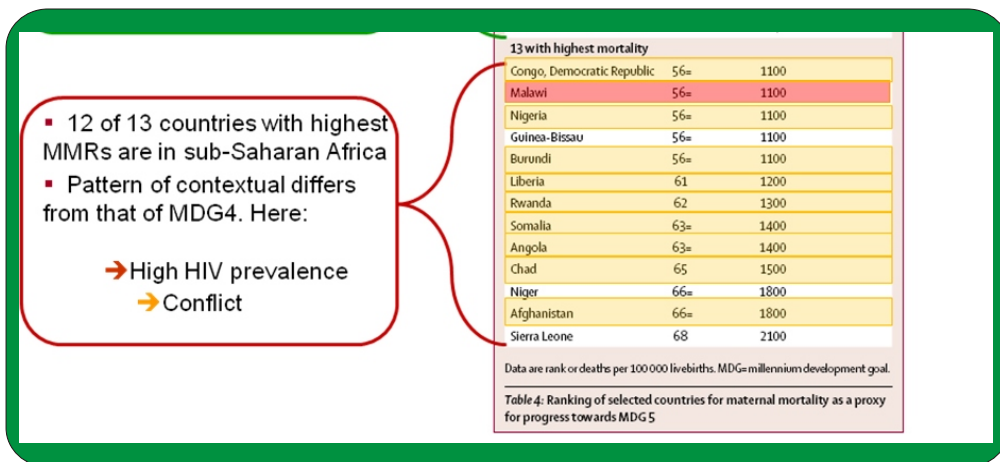 ▪ 12 of 13 countries with highest
MMRs are in sub-Saharan Africa
▪ Pattern of contextual differs
from that of MDG4. Here:
➔High HIV prevalence
➔Conflict
13 with highest mortality
Congo, Democratic Republic 56= 1100
Malawi 56= 1100
Nigeria 56= 1100
Guinea-Bissau 56= 1100
Burundi 56= 1100
Liberia 61 1200
Rwanda 62 1300
Somalia 63= 1400
Angola 63= 1400
Chad 65 1500
Niger 66= 1800
Afghanistan 66= 1800
Sierra Leone 68 2100
Data are rank or deaths per 100 000 livebirths. MDG=millennium development goal.
Table 4: Ranking of selected countries for maternal mortality as a proxy
for progress towards MDG 5